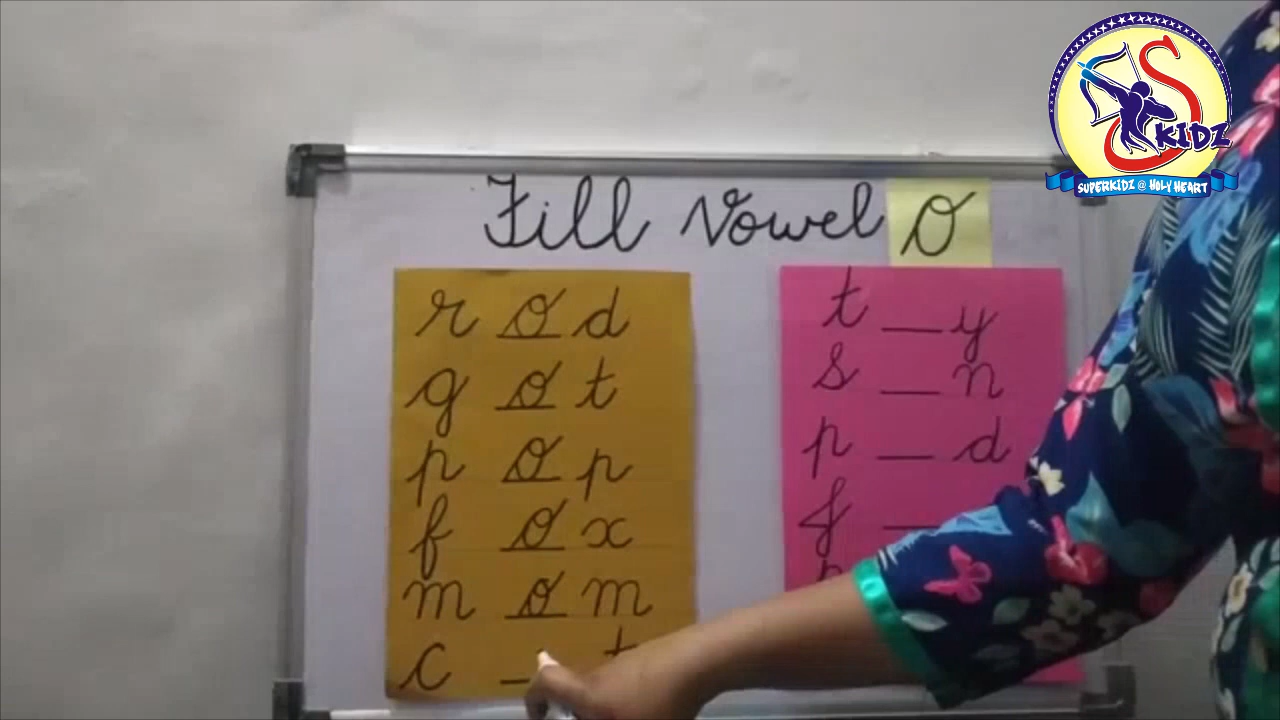 S KIDZ
SUPERKIDZ @ HOLY HEART
Fill Vowel O
r o d
g o t
p o p
f o x
m o m
c _ t
t _ y
s _ n
p _ d
f _
p